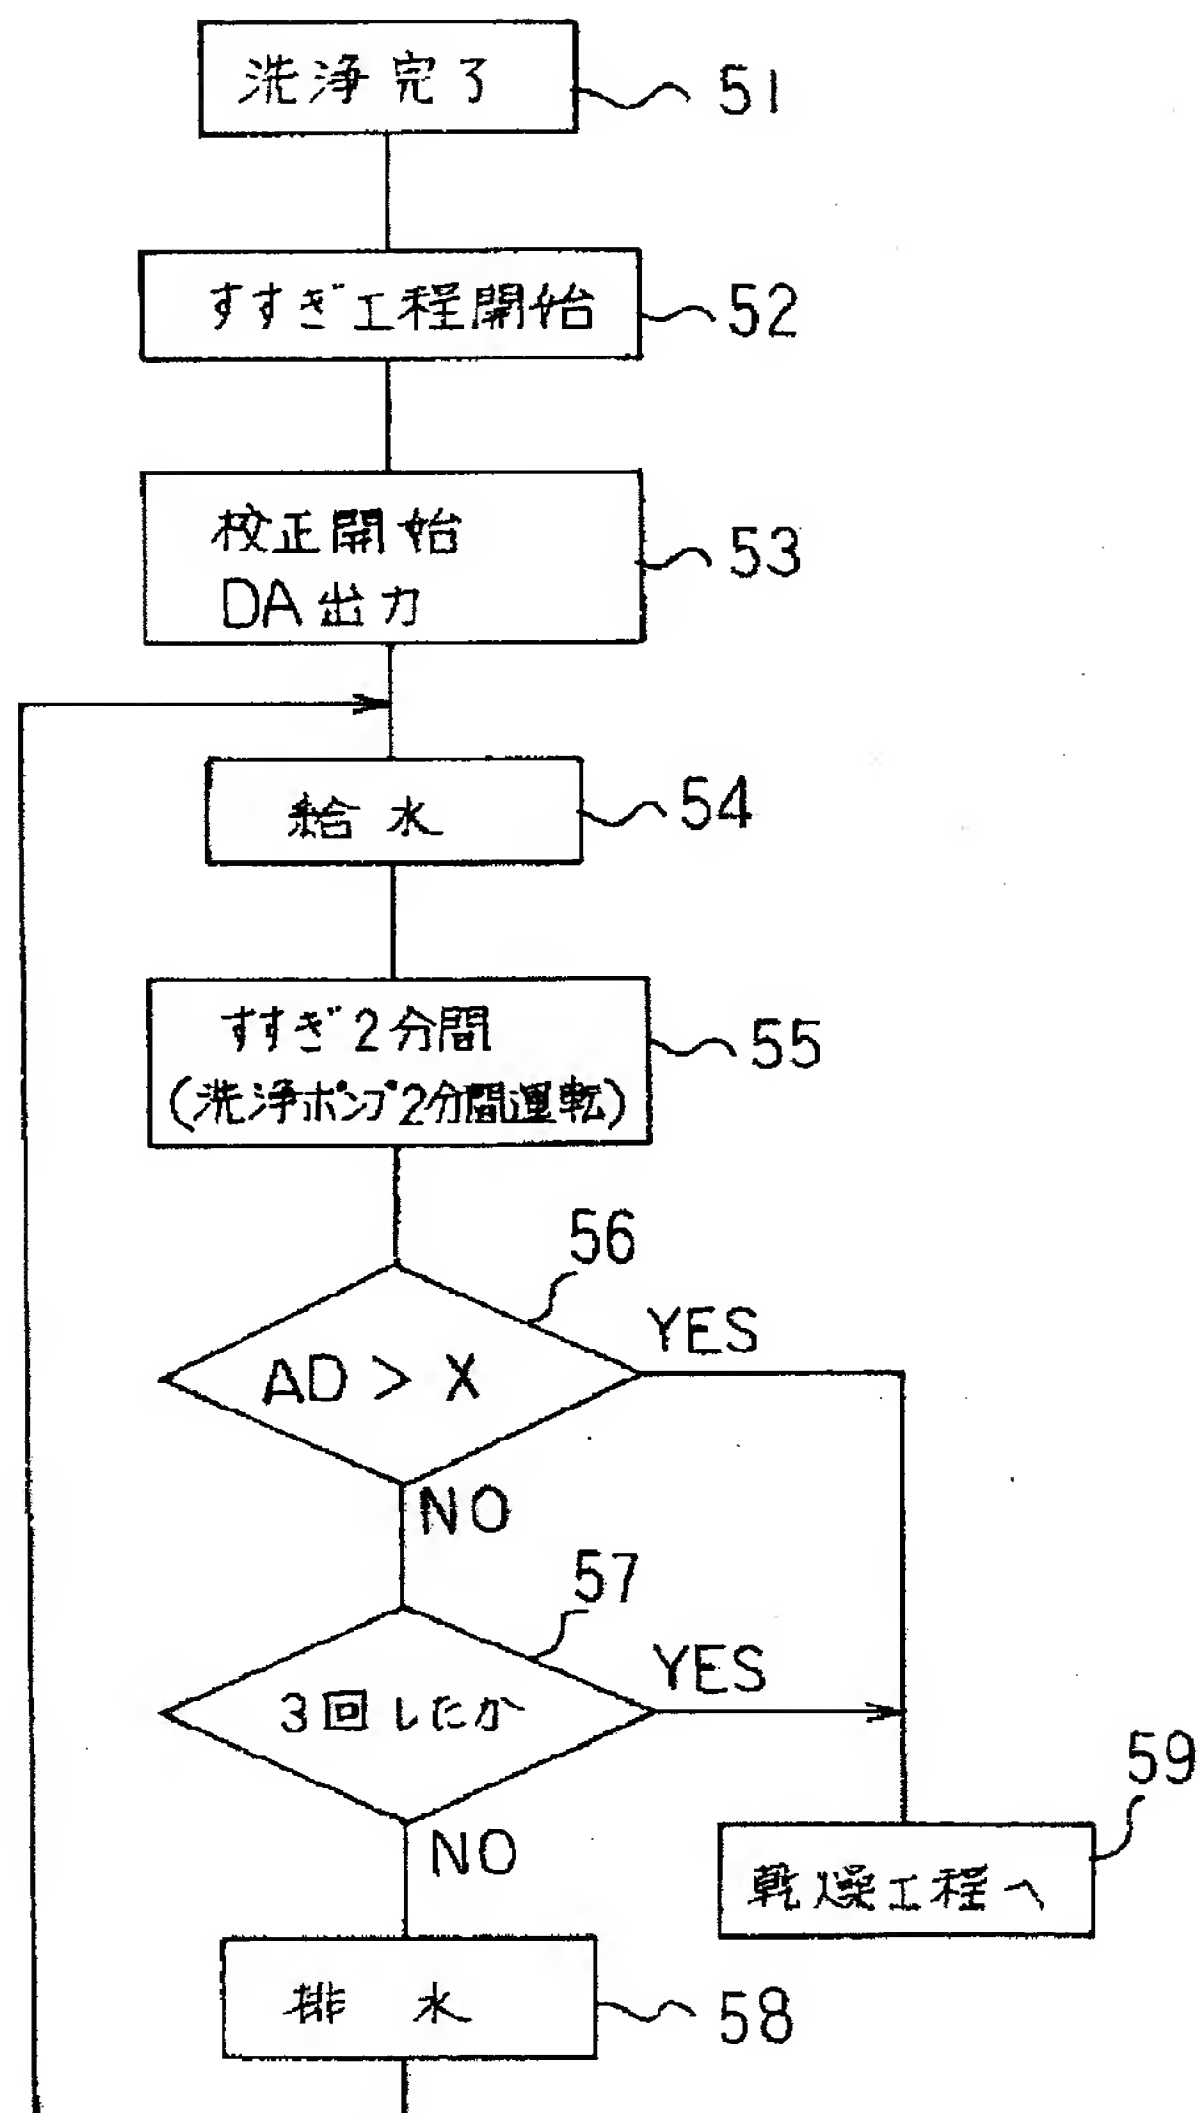 洗浄完了
51
すすぎ工程開始
52
校正開始
DA出力
53
給水
54
すすぎ2分間
(洗浄ポンプ2分間運転)
55
56
AD > X
YES
NO
57
3回したか
YES
NO
59
乾燥工程へ
排水
58